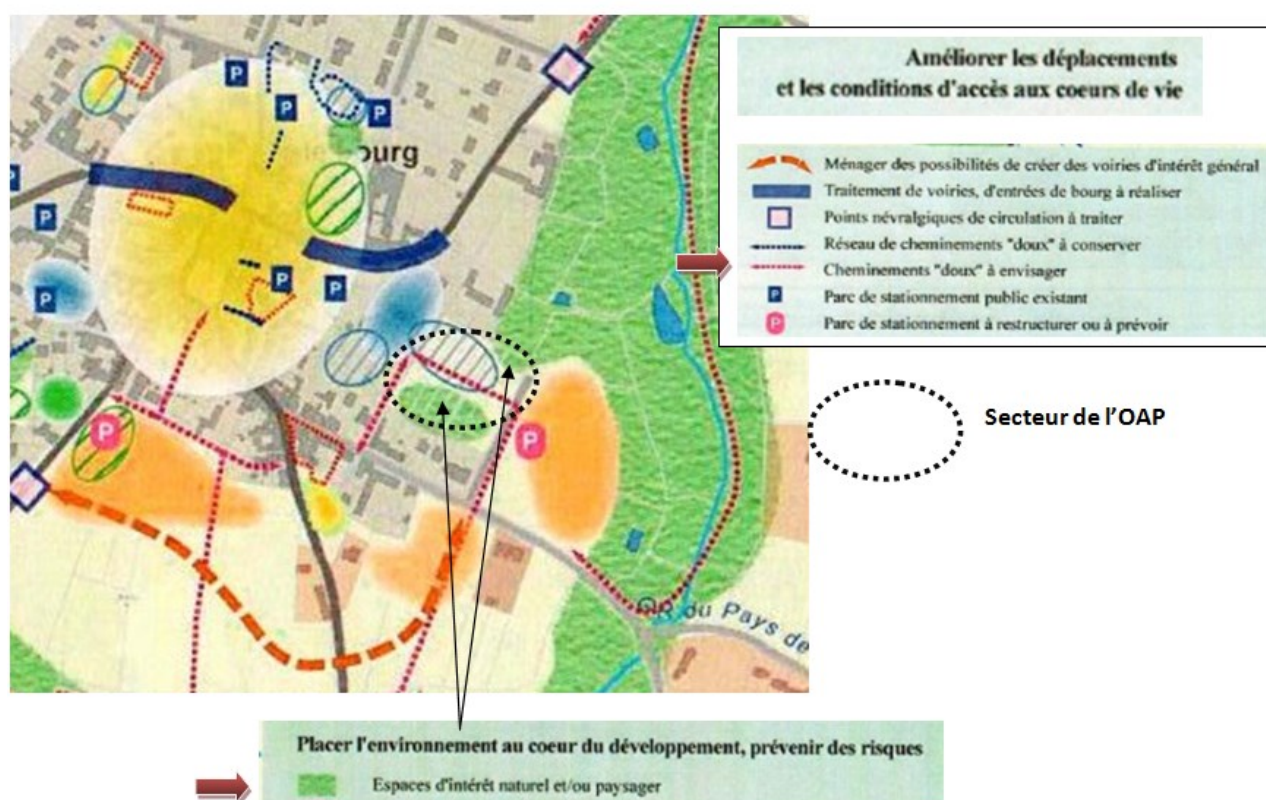 P
P
P
P
ourg
P
P
P
P
P
P
P
GR du Pays de
Améliorer les déplacements
et les conditions d'accès aux coeurs de vie
Ménager des possibilités de créer des voiries d'intérêt général
Traitement de voiries, d'entrées de bourg à réaliser
Points névralgiques de circulation à traiter
Réseau de cheminements "doux" à conserver
Cheminements "doux" à envisager
P Parc de stationnement public existant
P Parc de stationnement à restructurer ou à prévoir
Secteur de l'OAP
Placer l'environnement au coeur du développement, prévenir des risques
Espaces d'intérêt naturel et/ou paysager